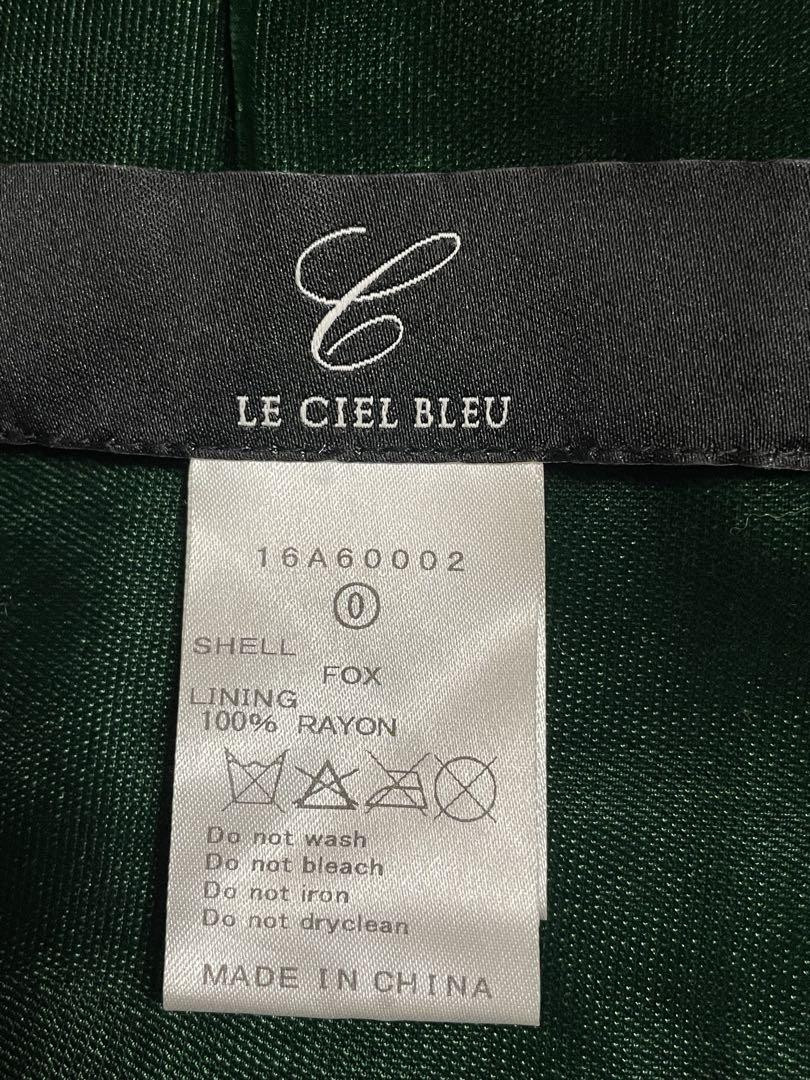 C
LE CIEL BLEU
16A60002
0
SHELL
FOX
LINING
100% RAYON
Do not wash
Do not bleach
Do not iron
Do not dryclean
MADE IN CHINA